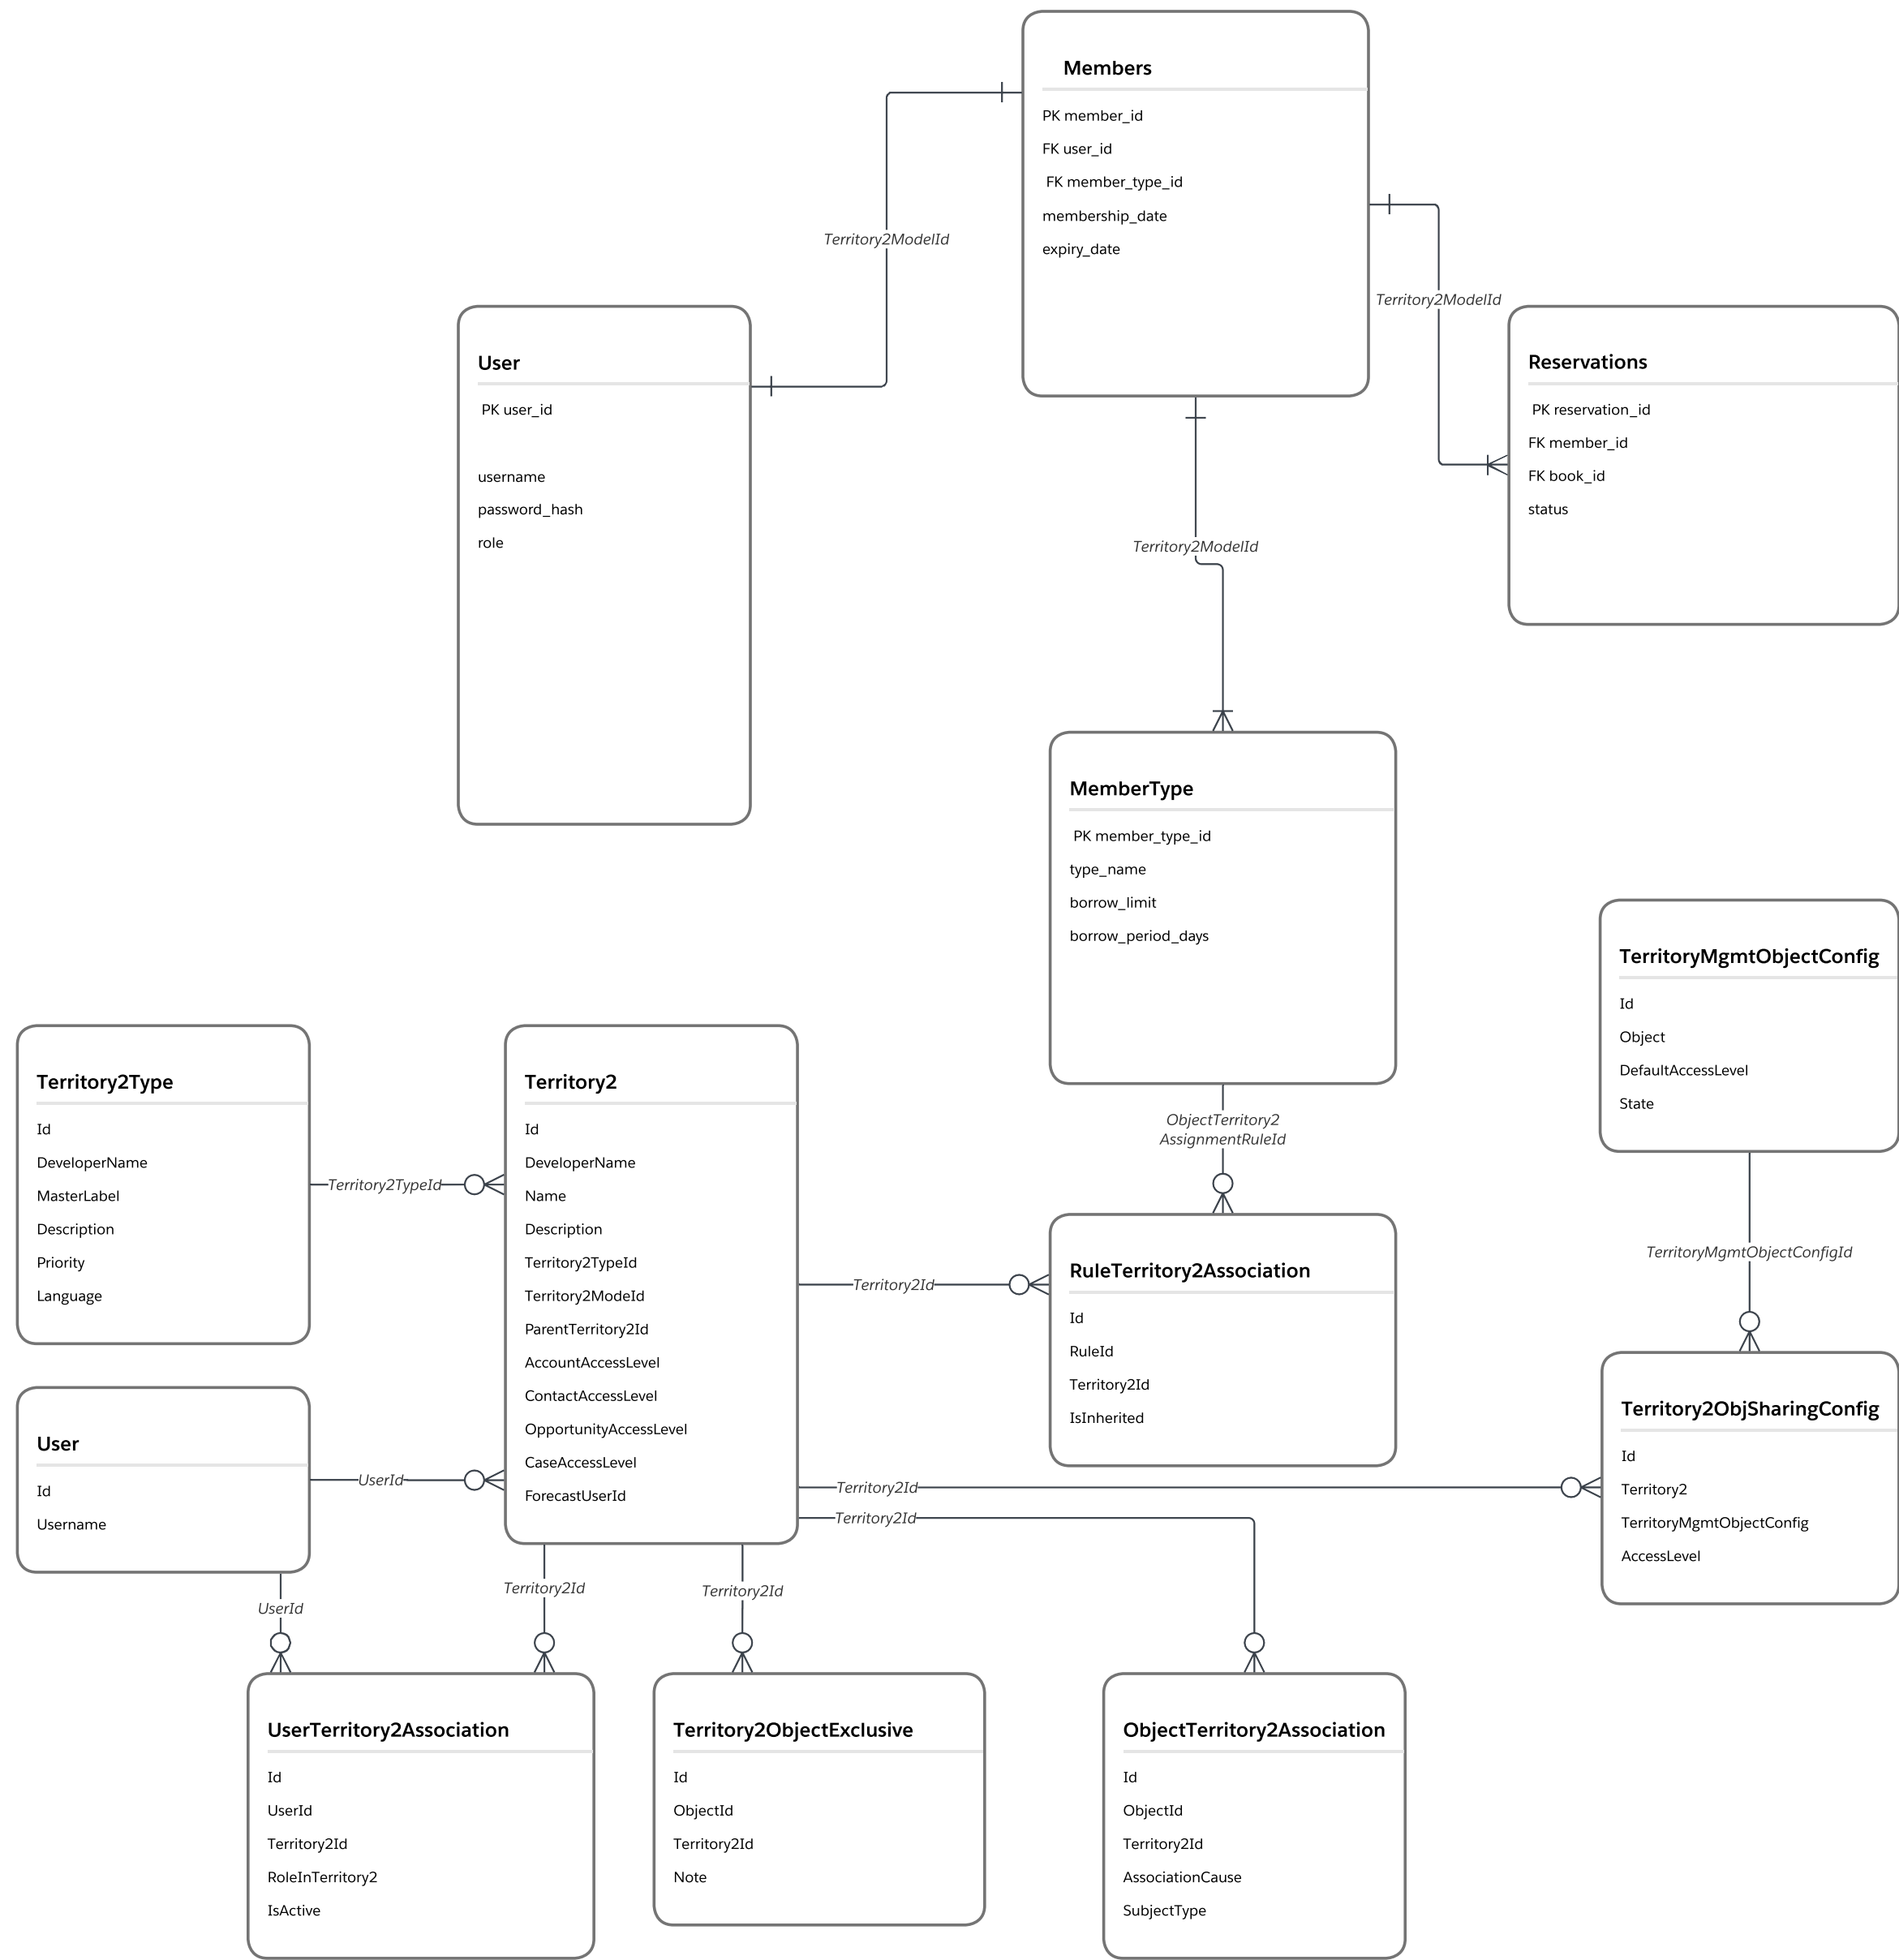 Members
PK member_id
FK user_id
FK member_type_id
membership_date
expiry_date
Territory2ModelId
Territory2ModelId
User
PK user_id
username
password_hash
role
Reservations
PK reservation_id
FK member_id
FK book_id
status
Territory2ModelId
MemberType
PK member_type_id
type_name
borrow_limit
borrow_period_days
TerritoryMgmtObjectConfig
Id
Object
DefaultAccessLevel
State
Territory2Type
Id
DeveloperName
MasterLabel
Description
Priority
Language
Territory2TypeId
Territory2
Id
DeveloperName
Name
Description
Territory2TypeId
Territory2ModeId
ParentTerritory2Id
AccountAccessLevel
ContactAccessLevel
OpportunityAccessLevel
CaseAccessLevel
ForecastUserId
ObjectTerritory2
AssignmentRuleId
Territory2Id
RuleTerritory2Association
Id
RuleId
Territory2Id
IsInherited
TerritoryMgmtObjectConfigId
Territory2ObjSharingConfig
Id
Territory2
TerritoryMgmtObjectConfig
AccessLevel
User
Id
Username
UserId
Territory2Id
Territory2Id
UserId
Territory2Id
Territory2Id
UserTerritory2Association
Id
UserId
Territory2Id
RoleInTerritory2
IsActive
Territory2ObjectExclusive
Id
ObjectId
Territory2Id
Note
ObjectTerritory2Association
Id
ObjectId
Territory2Id
AssociationCause
SubjectType